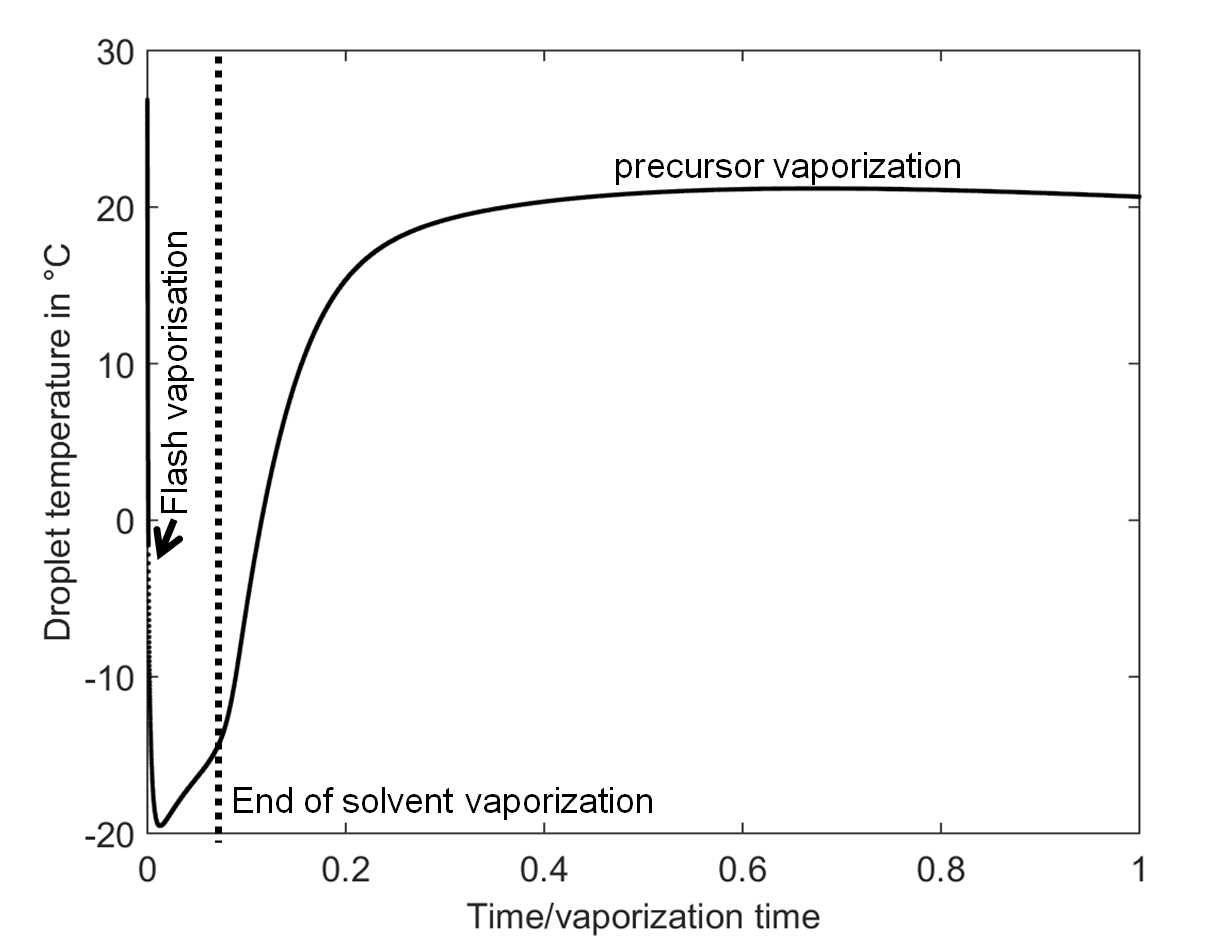 30
20
10
0
-10
-20
0
0.2
0.4
0.6
0.8
1
Droplet temperature in °C
Time/vaporization time
Flash vaporisation
precursor vaporization
End of solvent vaporization